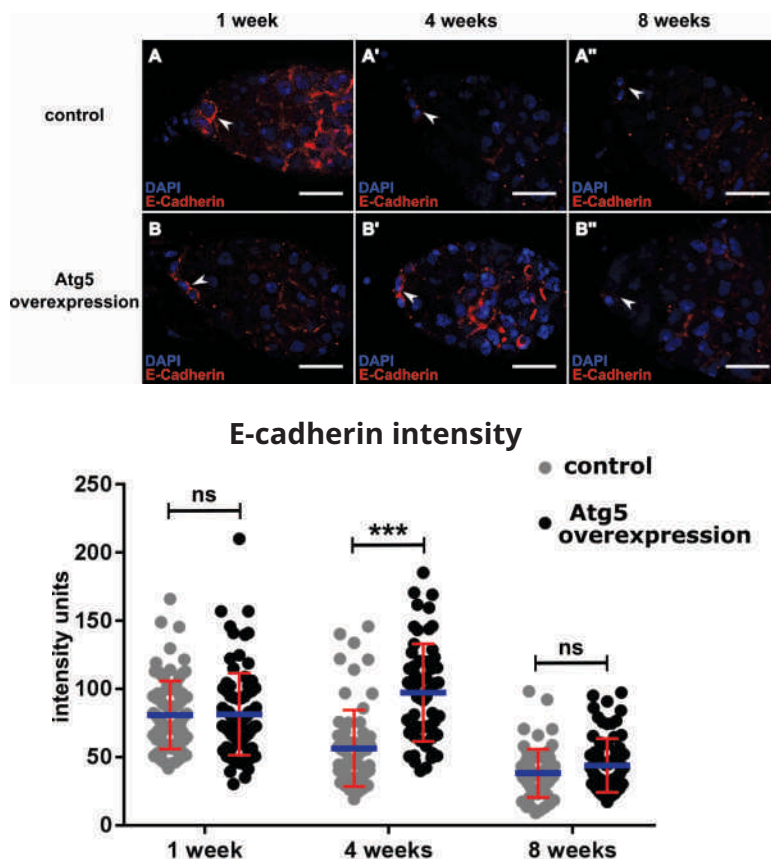 1 week 4 weeks 8 weeks
control
A A' A"
DAPI DAPI DAPI
E-Cadherin E-Cadherin E-Cadherin
Atg5
overexpression
B B' B"
DAPI DAPI DAPI
E-Cadherin E-Cadherin E-Cadherin
E-cadherin intensity
control
Atg5
overexpression
intensity units
250
200
150
100
50
0
ns
***
ns
1 week 4 weeks 8 weeks